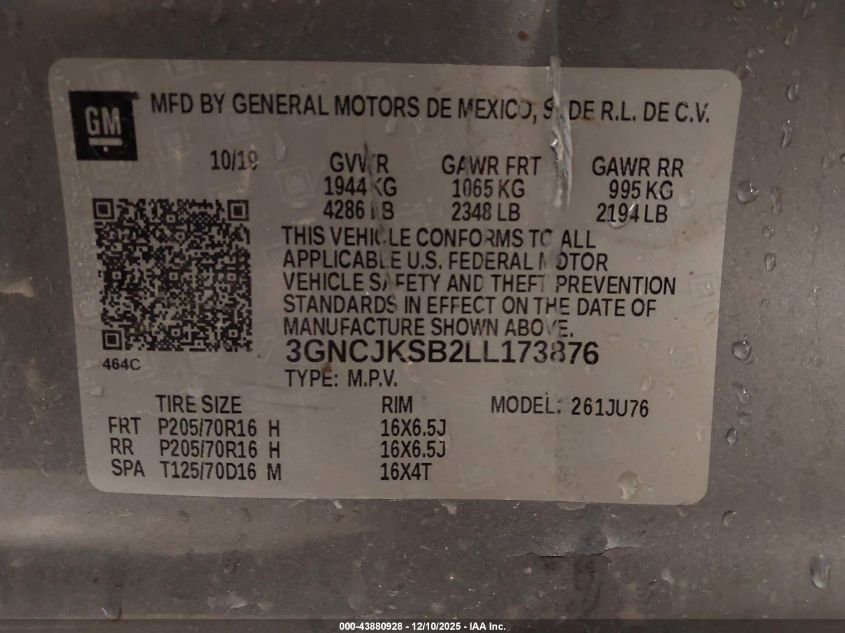 GM
MFD BY GENERAL MOTORS DE MEXICO, S. DE R.L. DE C.V.
10/19 GVWR GAWR FRT GAWR RR
1944 KG 1065 KG 995 KG
4286 LB 2348 LB 2194 LB
THIS VEHICLE CONFORMS TO ALL
APPLICABLE U.S. FEDERAL MOTOR
VEHICLE SAFETY AND THEFT PREVENTION
STANDARDS IN EFFECT ON THE DATE OF
MANUFACTURE SHOWN ABOVE.
3GNCJKSB2LL173876
464C
TYPE: M.P.V.
TIRE SIZE RIM MODEL: 261JU76
FRT P205/70R16 H 16X6.5J
RR P205/70R16 H 16X6.5J
SPA T125/70D16 M 16X4T
000-43880928 - 12/10/2025 - IAA Inc.